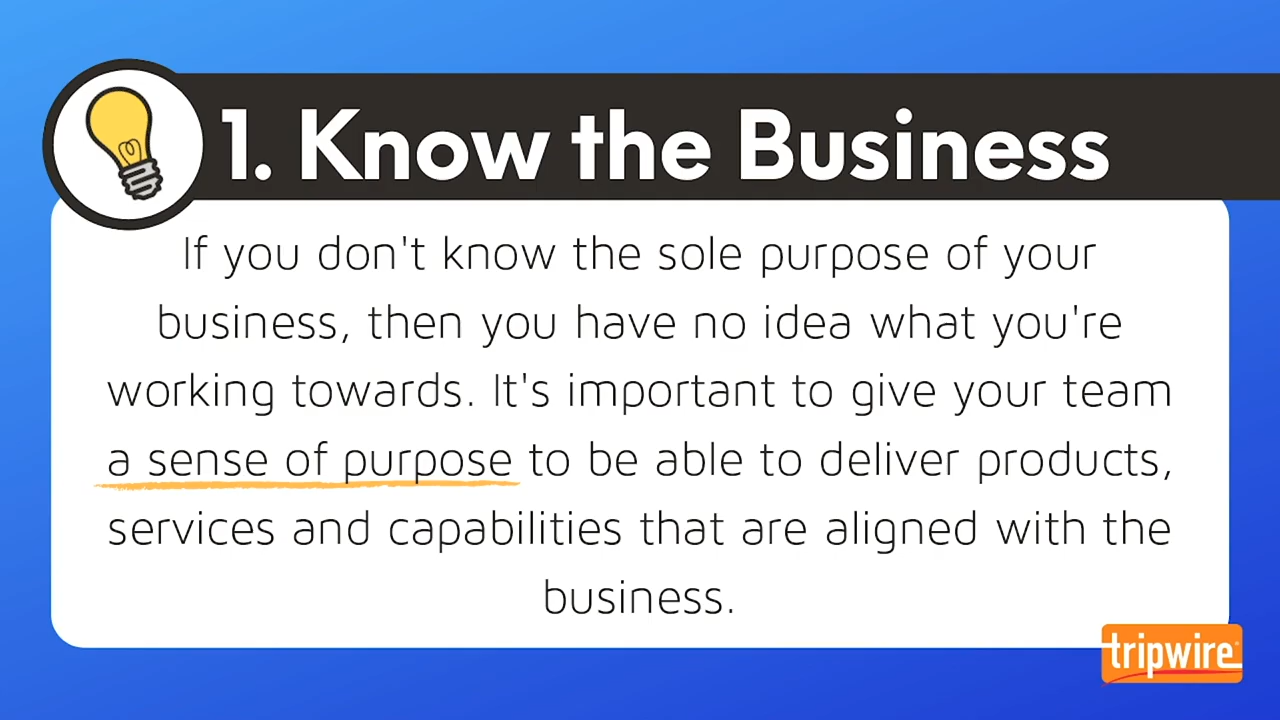 1. Know the Business
If you don't know the sole purpose of your
business, then you have no idea what you're
working towards. It's important to give your team
a sense of purpose to be able to deliver products,
services and capabilities that are aligned with the
business.
tripwire